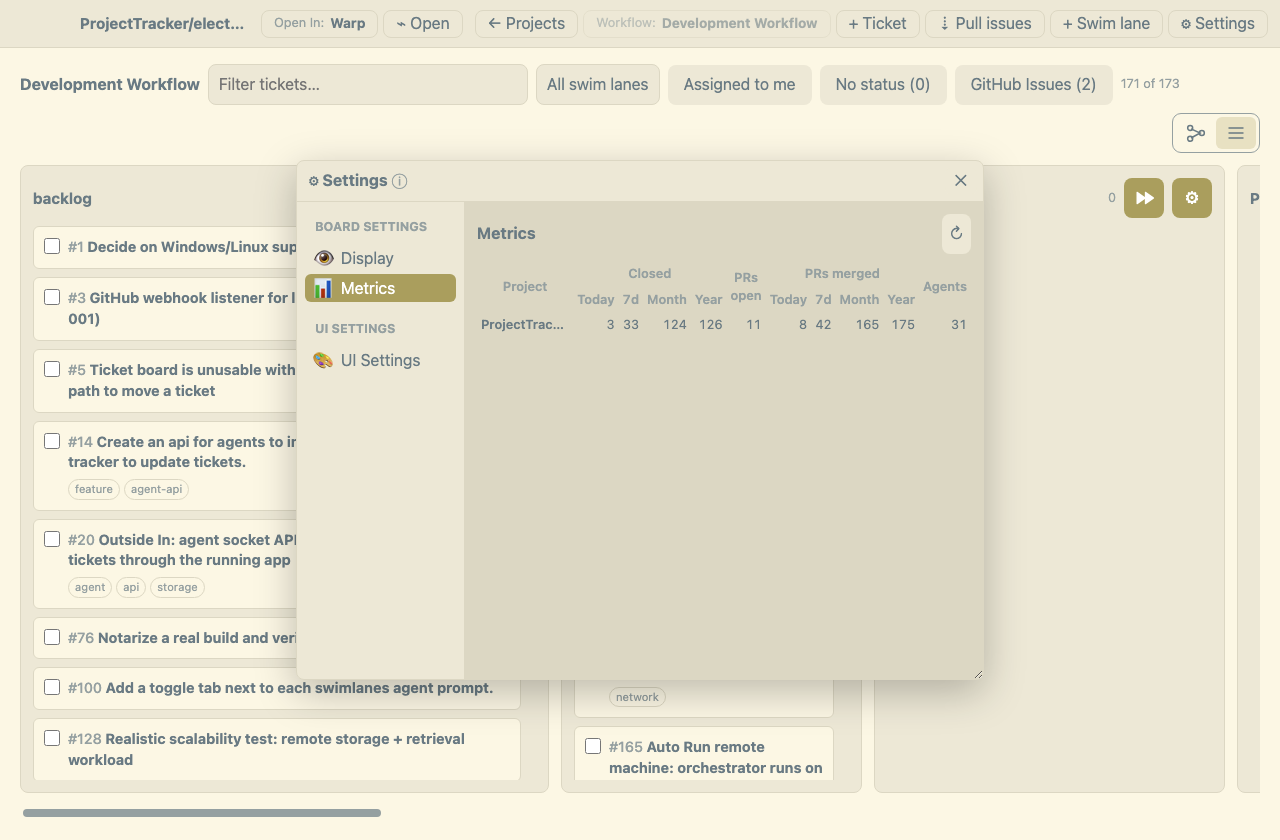 ProjectTracker/elect...
Open In: Warp
Open
← Projects
Workflow: Development Workflow
+ Ticket
Pull issues
+ Swim lane
Settings
Development Workflow
Filter tickets...
All swim lanes
Assigned to me
No status (0)
GitHub Issues (2)
171 of 173
backlog
#1 Decide on Windows/Linux sup
#3 GitHub webhook listener for
001)
#5 Ticket board is unusable with
path to move a ticket
#14 Create an api for agents to
tracker to update tickets.
feature
agent-api
#20 Outside In: agent socket API
tickets through the running app
agent
api
storage
#76 Notarize a real build and veri
#100 Add a toggle tab next to each swimlanes agent prompt.
#128 Realistic scalability test: remote storage + retrieval
workload
Settings
BOARD SETTINGS
Display
Metrics
UI SETTINGS
UI Settings
Metrics
Project
Closed
PRs open
PRs merged
Agents
Today 7d Month Year
Today 7d Month Year
ProjectTrac... 3 33 124 126 11 8 42 165 175 31
network
#165 Auto Run remote
machine: orchestrator runs on
0
P